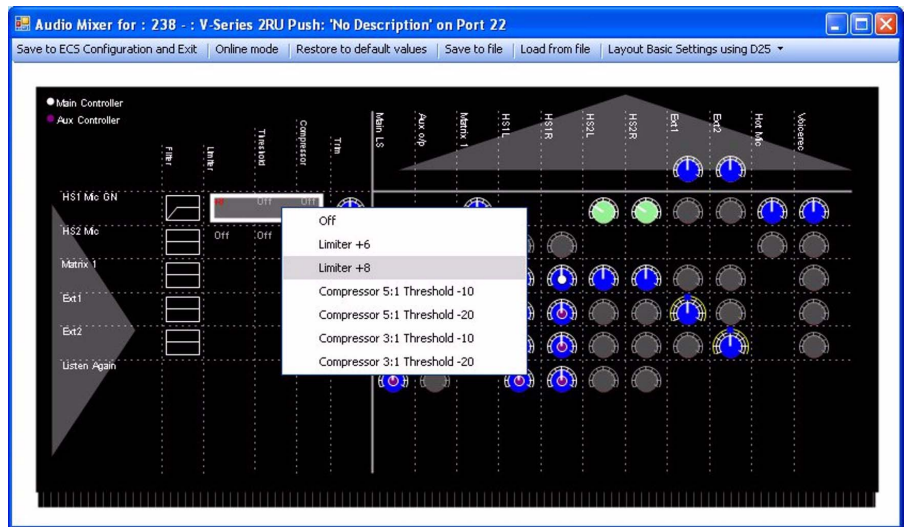 Audio Mixer for : 238 - : V-Series 2RU Push: 'No Description' on Port 22
Save to ECS Configuration and Exit Online mode Restore to default values Save to file Load from file Layout Basic Settings using D25
Main Controller
Aux Controller
Filter
Limiter
Threshold
Compressor
Trim
Main LS
Aux o/p
Matrix 1
HS1L
HS1R
HS2L
HS2R
Ext1
Ext2
Hot Mic
Voicerec
HS1 Mic GN
Off Off
HS2 Mic
Off Off
Matrix 1
Ext1
Ext2
Listen Again
Off
Limiter +6
Limiter +8
Compressor 5:1 Threshold -10
Compressor 5:1 Threshold -20
Compressor 3:1 Threshold -10
Compressor 3:1 Threshold -20